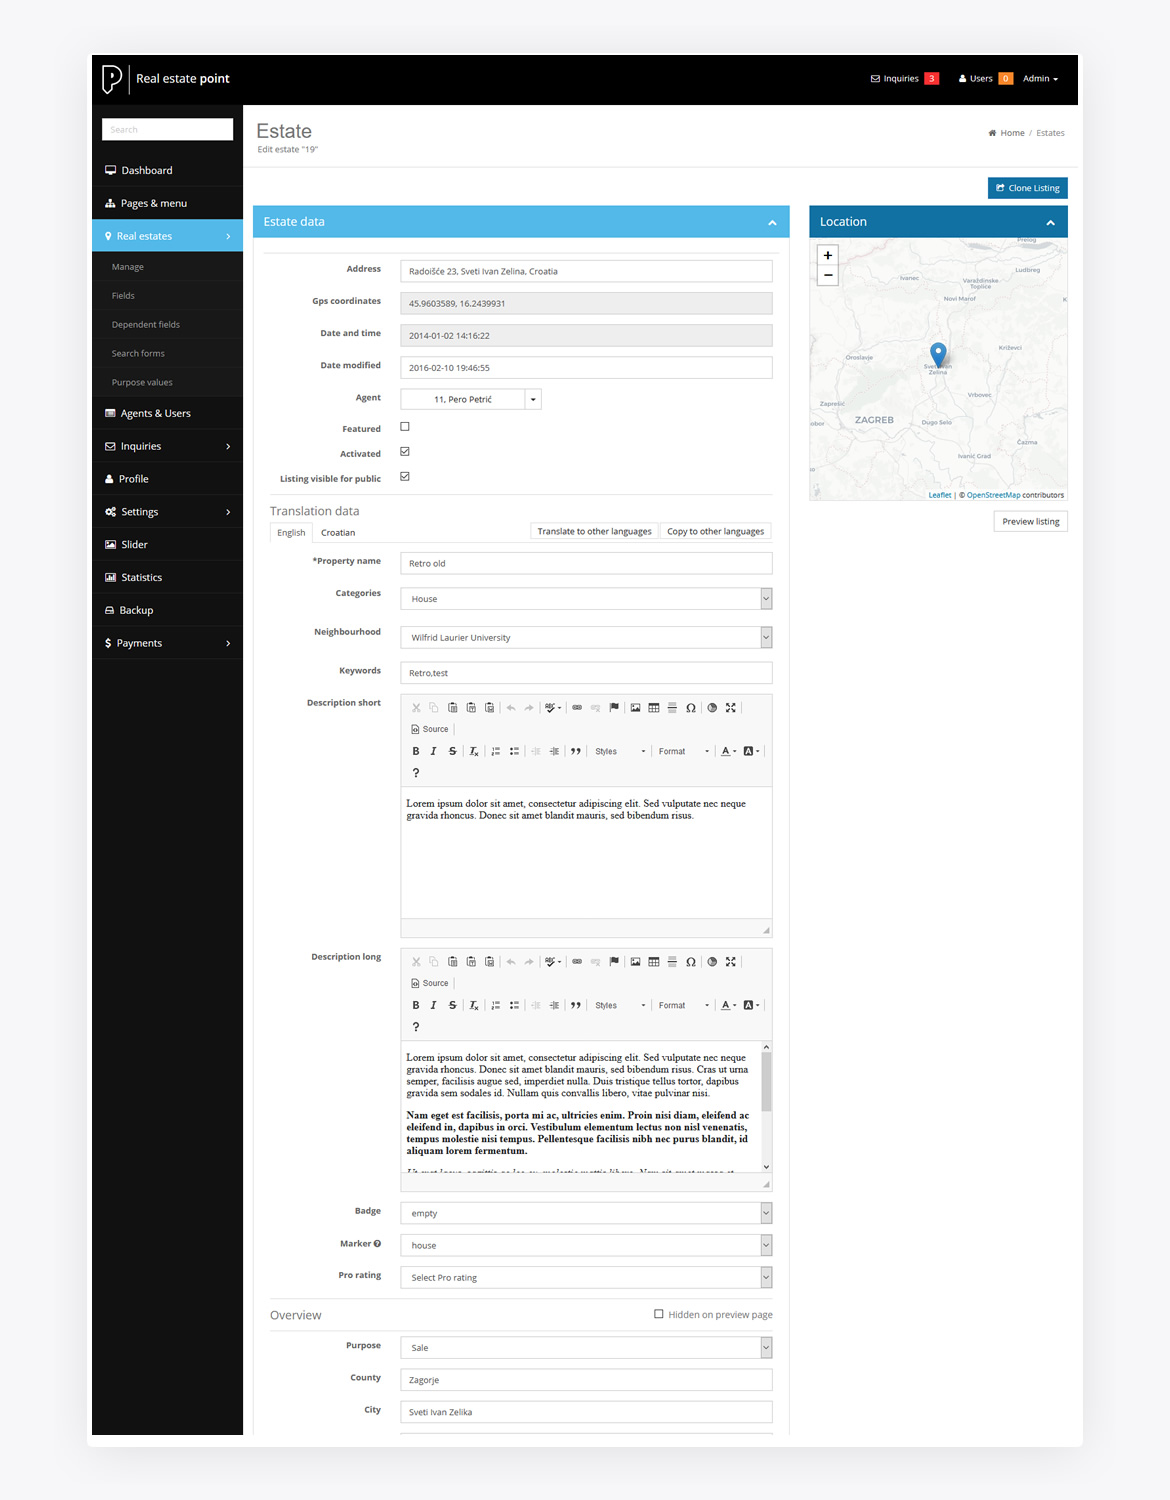 Real estate point
Inquiries 3
Users 0
Admin
Search
Dashboard
Pages & menu
Real estates
Manage
Fields
Dependent fields
Search forms
Purpose values
Agents & Users
Inquiries
Profile
Settings
Slider
Statistics
Backup
Payments
Estate
Edit estate "19"
Home / Estates
Clone Listing
Estate data
Address
Radoišće 23, Sveti Ivan Zelina, Croatia
Gps coordinates
45.9603589, 16.2439931
Date and time
2014-01-02 14:16:22
Date modified
2016-02-10 19:46:55
Agent
11, Pero Petrić
Featured
Activated
Listing visible for public
Translation data
English
Croatian
Translate to other languages
Copy to other languages
*Property name
Retro old
Categories
House
Neighbourhood
Wilfrid Laurier University
Keywords
Retro,test
Description short
Source
Styles
Format
?
Lorem ipsum dolor sit amet, consectetur adipiscing elit. Sed vulputate nec neque
gravida rhoncus. Donec sit amet blandit mauris, sed bibendum risus.
Description long
Source
Styles
Format
?
Lorem ipsum dolor sit amet, consectetur adipiscing elit. Sed vulputate nec neque
gravida rhoncus. Donec sit amet blandit mauris, sed bibendum risus. Cras ut urna
semper, facilisis augue sed, imperdiet nulla. Duis tristique tellus tortor, dapibus
gravida sem sodales id. Nullam quis convallis libero, vitae pulvinar nisi.
Nam eget est facilisis, porta mi ac, ultricies enim. Proin nisi diam, eleifend ac
eleifend in, dapibus in orci. Vestibulum elementum lectus non nisl venenatis,
tempus molestie nisi tempus. Pellentesque facilisis nibh nec purus blandit, id
aliquam lorem fermentum.
Badge
empty
Marker
house
Pro rating
Select Pro rating
Overview
Hidden on preview page
Purpose
Sale
County
Zagorje
City
Sveti Ivan Zelika
Location
+
−
Prelog
Ludbreg
Ivanec
Varaždinske
Toplice
Novi Marof
Križevci
Oroslavje
Sveti Ivan
Zelina
Vrbovec
Zaprešić
ZAGREB
Dugo Selo
Čazma
Ivanić Grad
Leaflet | © OpenStreetMap contributors
Preview listing